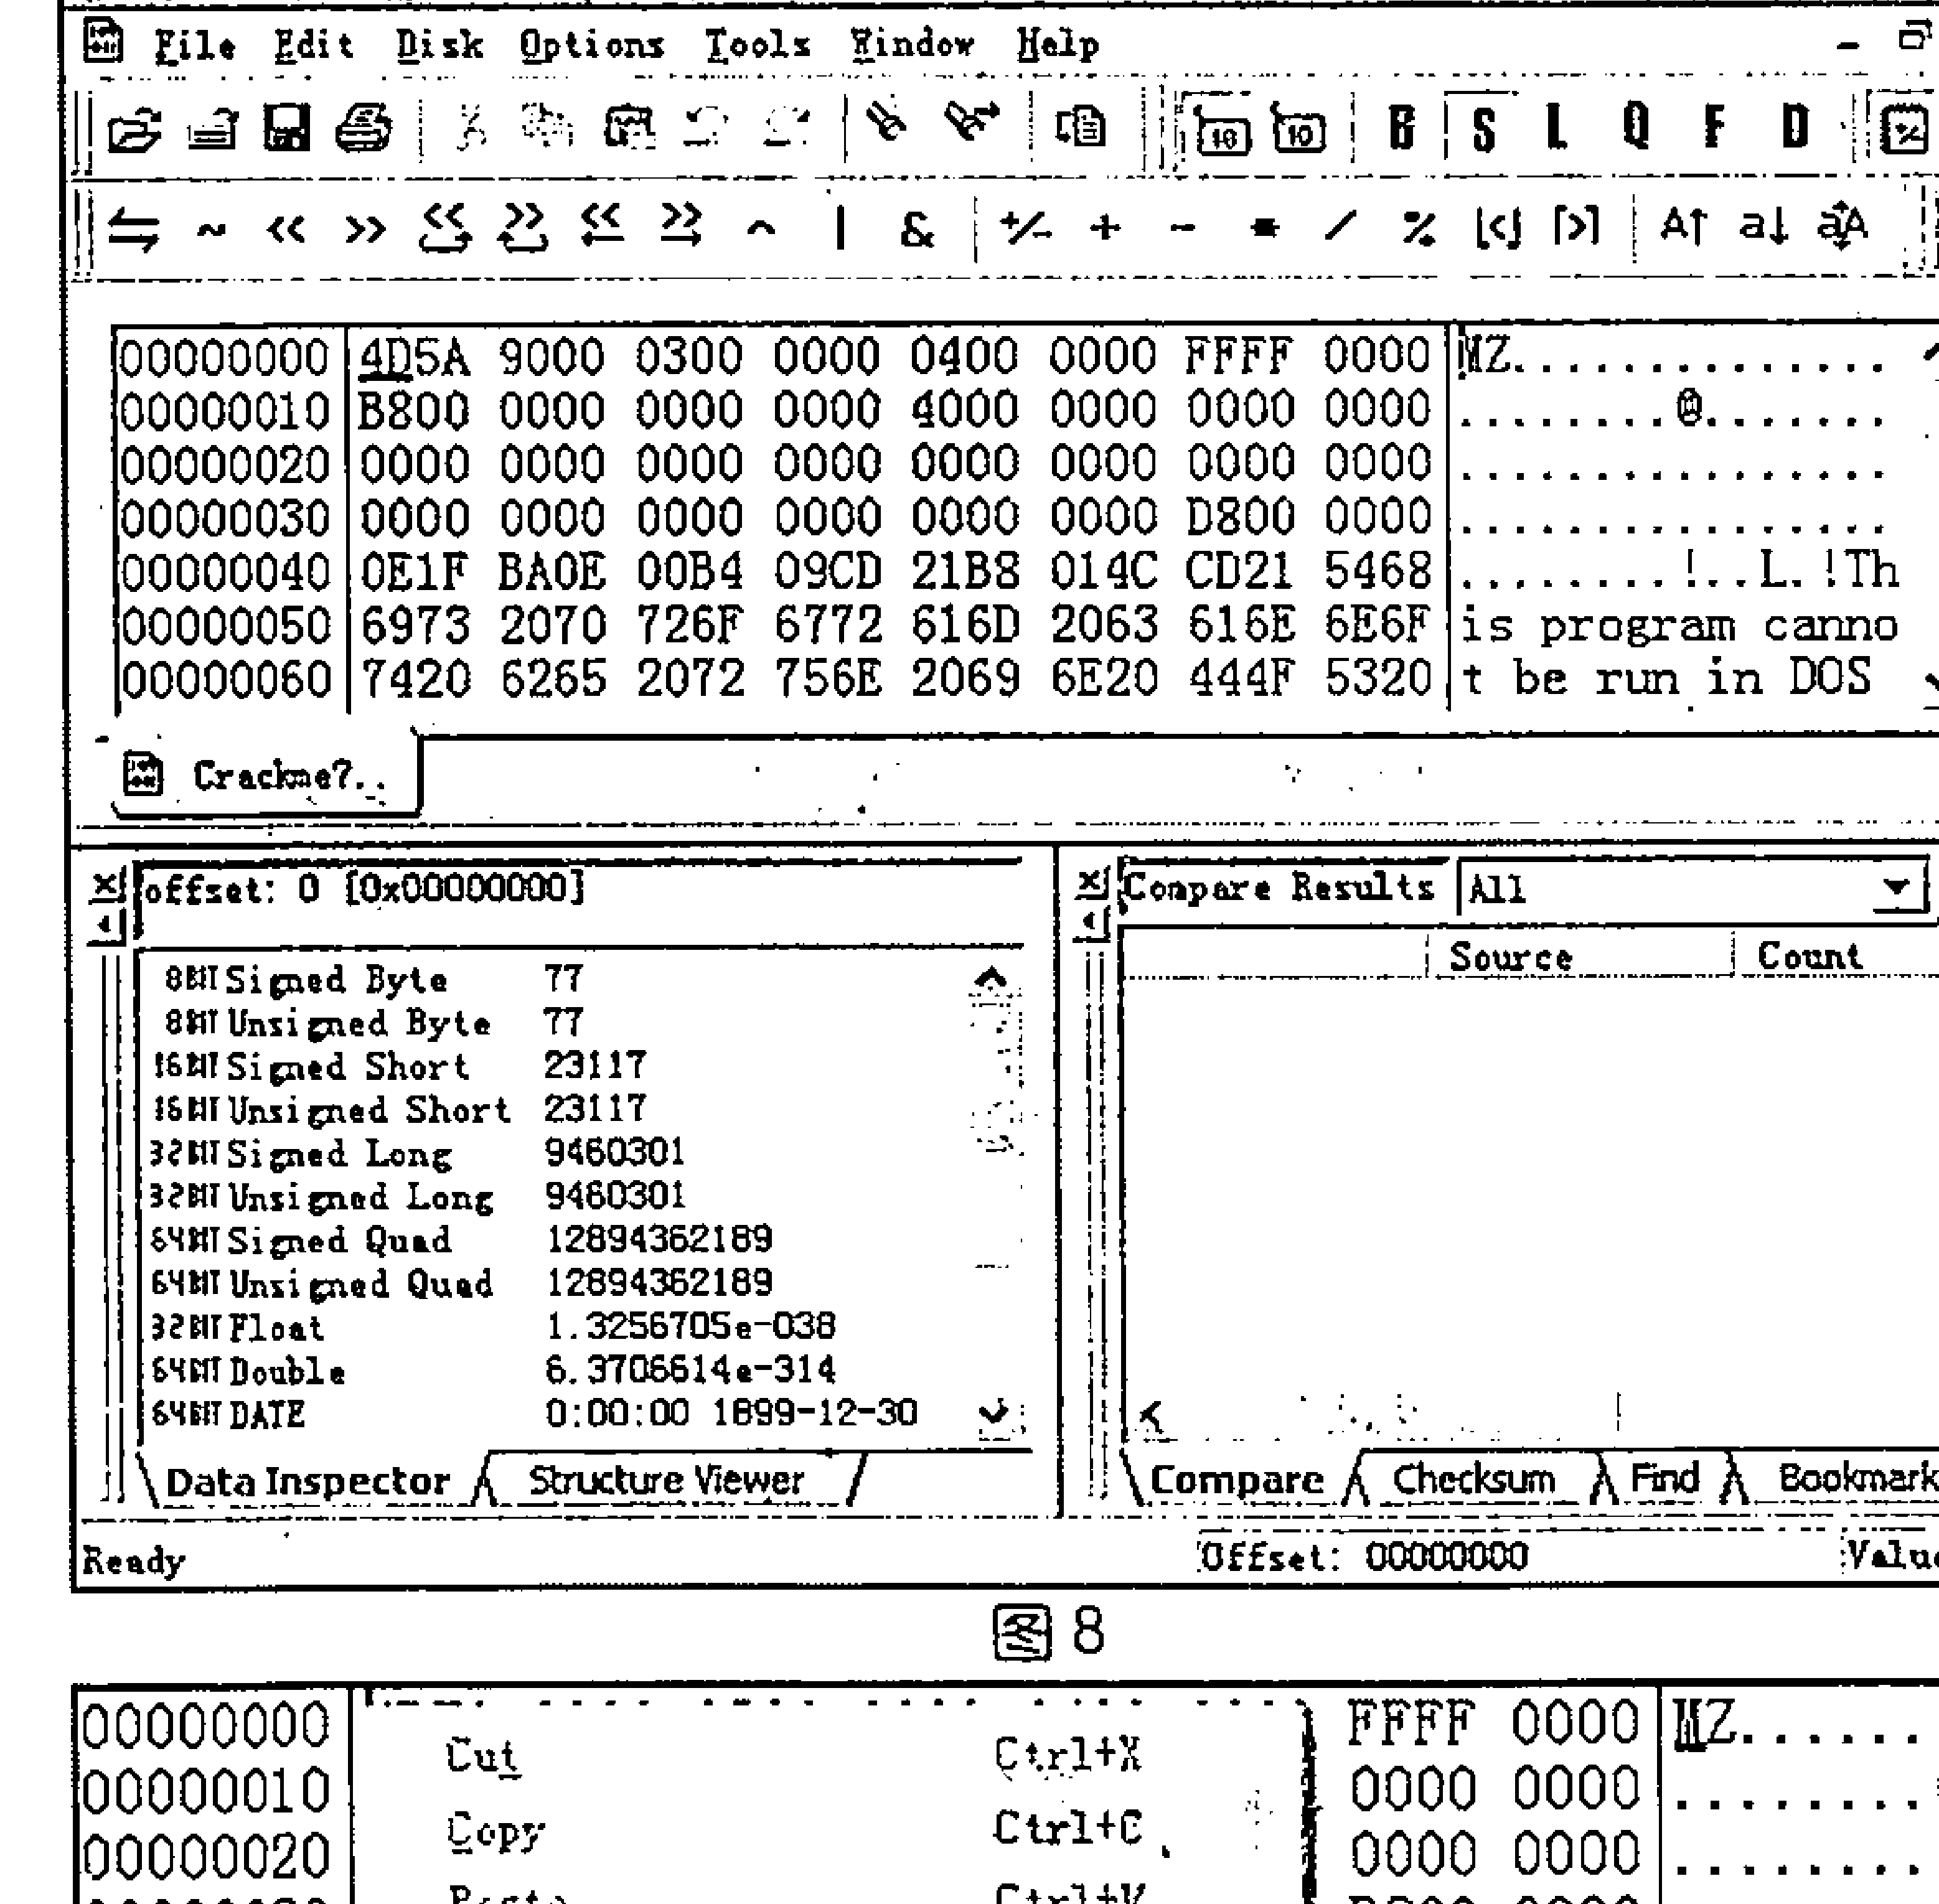 File Edit Disk Options Tools Window Help
16 10 B S L Q F D
⇆ ~ << >> ^ | & +/- + - * / % [<] [>] A↑ a↓ aA
00000000 4D5A 9000 0300 0000 0400 0000 FFFF 0000 MZ..............
00000010 B800 0000 0000 0000 4000 0000 0000 0000 ........@.......
00000020 0000 0000 0000 0000 0000 0000 0000 0000 ................
00000030 0000 0000 0000 0000 0000 0000 D800 0000 ................
00000040 0E1F BA0E 00B4 09CD 21B8 014C CD21 5468 ........!..L.!Th
00000050 6973 2070 726F 6772 616D 2063 616E 6E6F is program canno
00000060 7420 6265 2072 756E 2069 6E20 444F 5320 t be run in DOS
Crackme7..
offset: 0 [0x00000000]
8BIT Signed Byte 77
8BIT Unsigned Byte 77
16BIT Signed Short 23117
16BIT Unsigned Short 23117
32BIT Signed Long 9460301
32BIT Unsigned Long 9460301
64BIT Signed Quad 12894362189
64BIT Unsigned Quad 12894362189
32BIT Float 1.3256705e-038
64BIT Double 6.3706614e-314
64BIT DATE 0:00:00 1899-12-30
Data Inspector Structure Viewer
Compare Results All
Source Count
Compare Checksum Find Bookmark
Ready Offset: 00000000 Value
图 8
00000000 Cut Ctrl+X FFFF 0000 MZ......
00000010 0000 0000 ........
00000020 Copy Ctrl+C 0000 0000 ........
Paste Ctrl+V